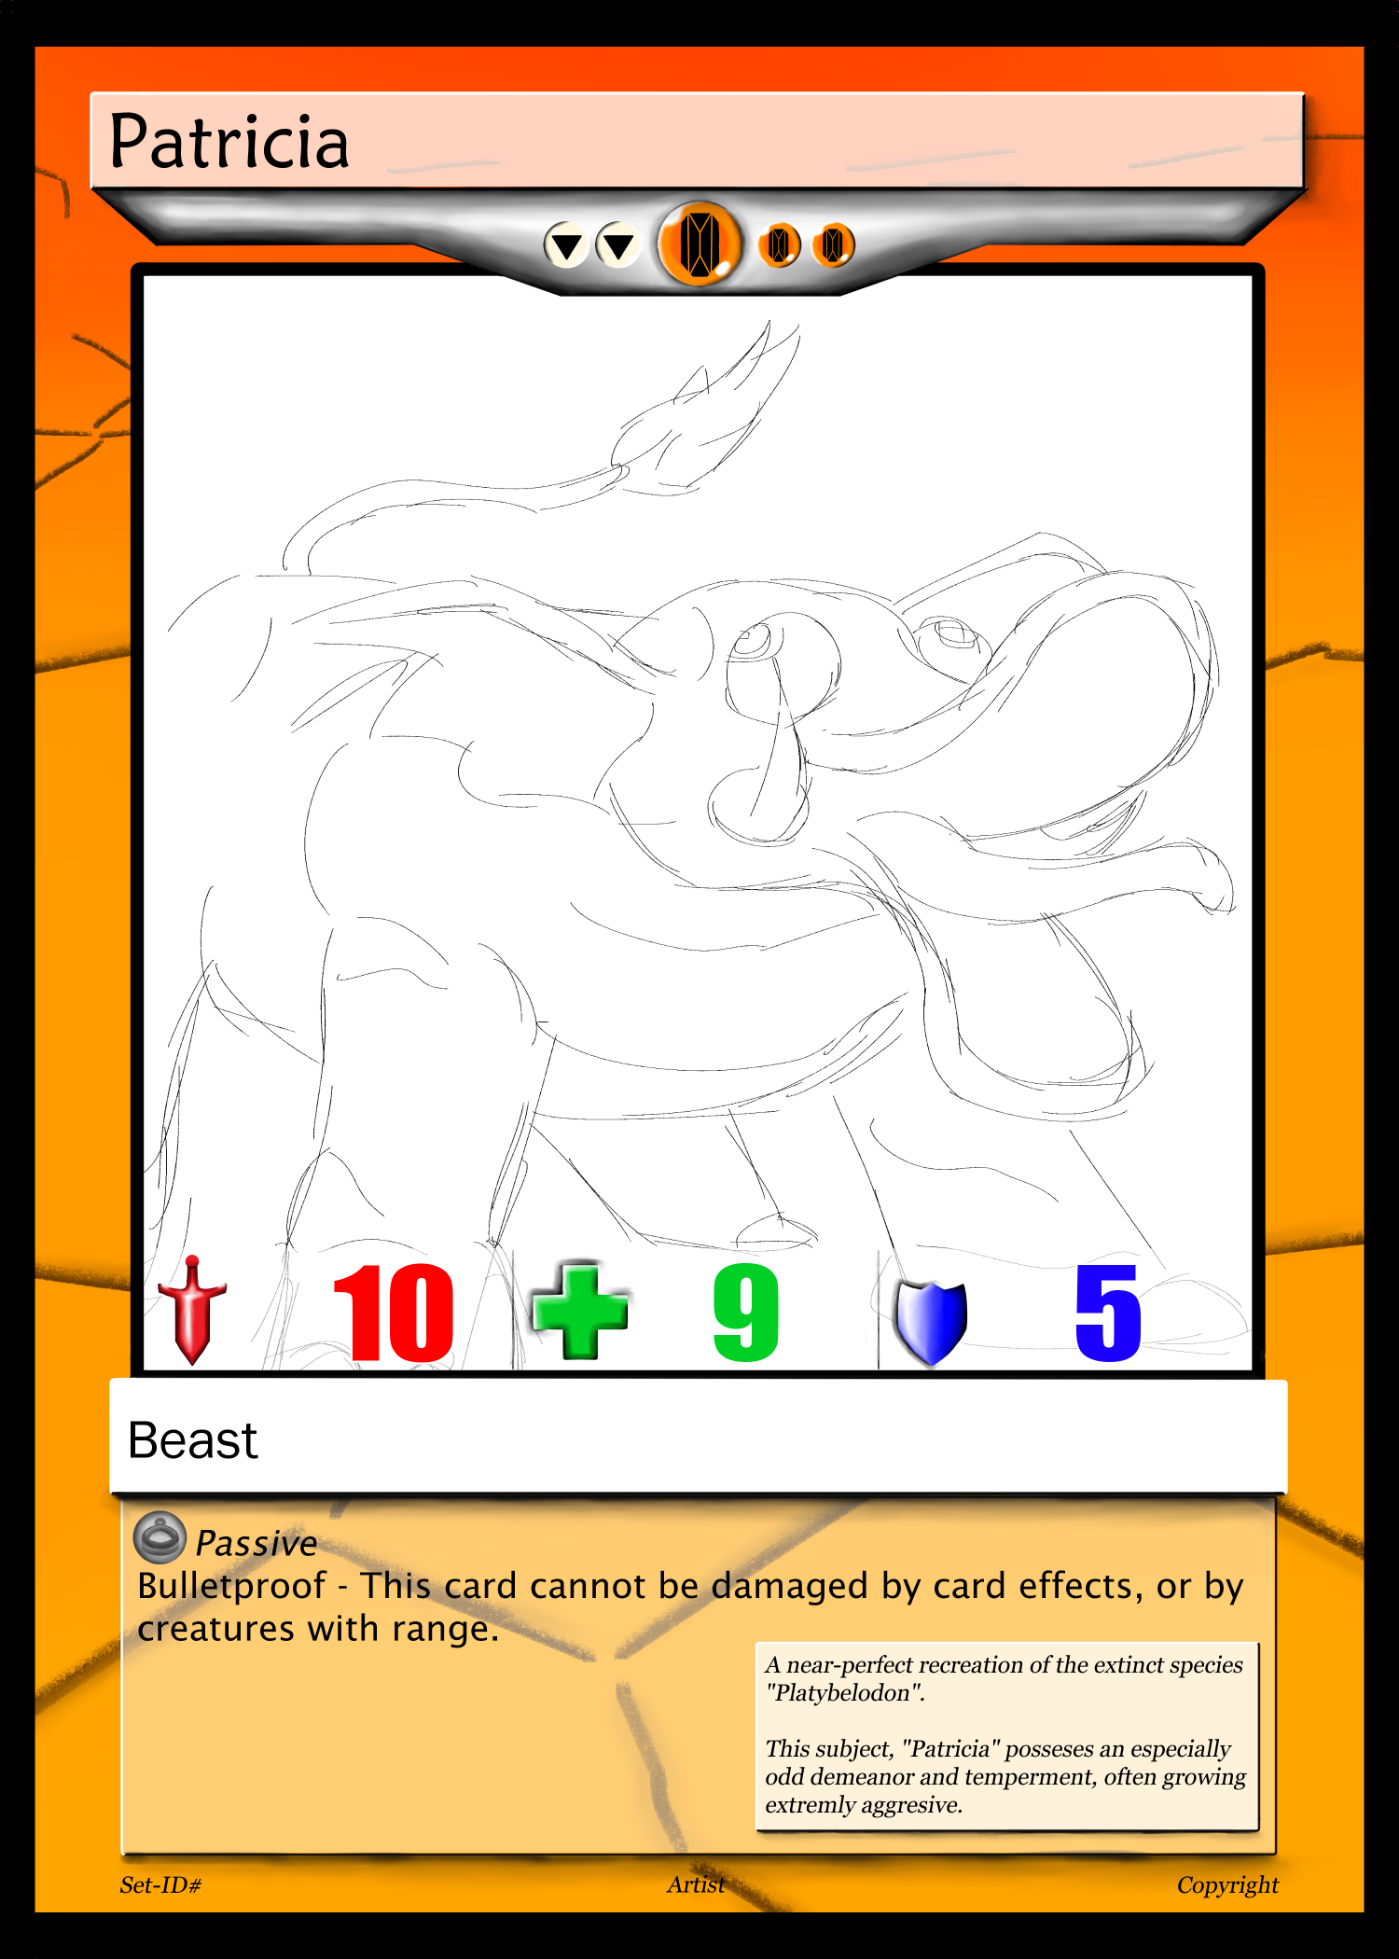 Patricia
10 9 5
Beast
Passive
Bulletproof - This card cannot be damaged by card effects, or by
creatures with range.
A near-perfect recreation of the extinct species
"Platybelodon".
This subject, "Patricia" posseses an especially
odd demeanor and temperment, often growing
extremly aggresive.
Set-ID# Artist Copyright